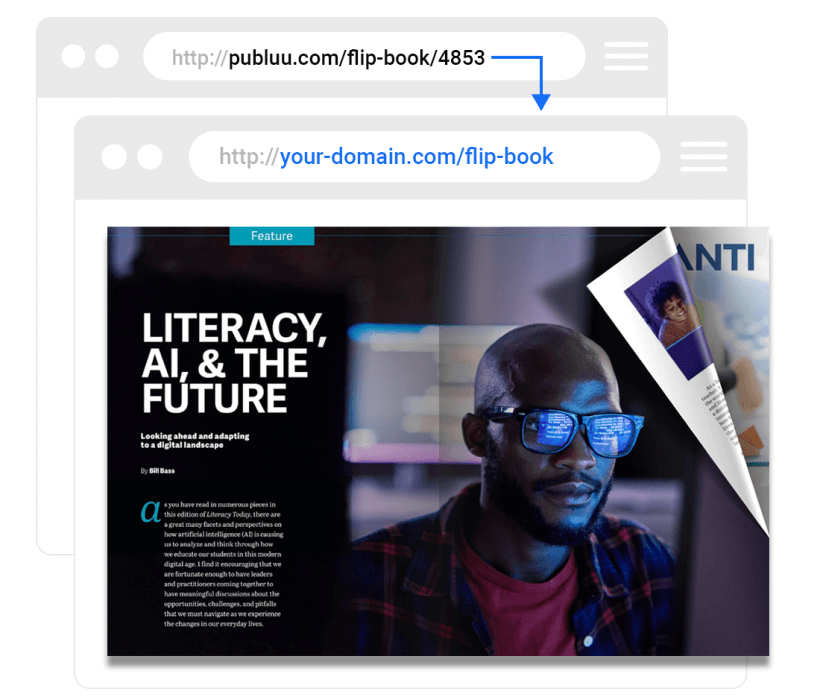 http://publuu.com/flip-book/4853
http://your-domain.com/flip-book
Feature
ANTI
LITERACY,
AI, & THE
FUTURE
Looking ahead and adapting
to a digital landscape
By Bill Bass
as you have read in numerous pieces in
this edition of Literacy Today, there are
a great many facets and perspectives on
how artificial intelligence (AI) is causing
us to analyze and think through how
we educate our students in this modern
digital age. I find it encouraging that we
are fortunate enough to have leaders
and practitioners coming together to
have meaningful discussions about the
opportunities, challenges, and pitfalls
that we must navigate as we experience
the changes in our everyday lives.